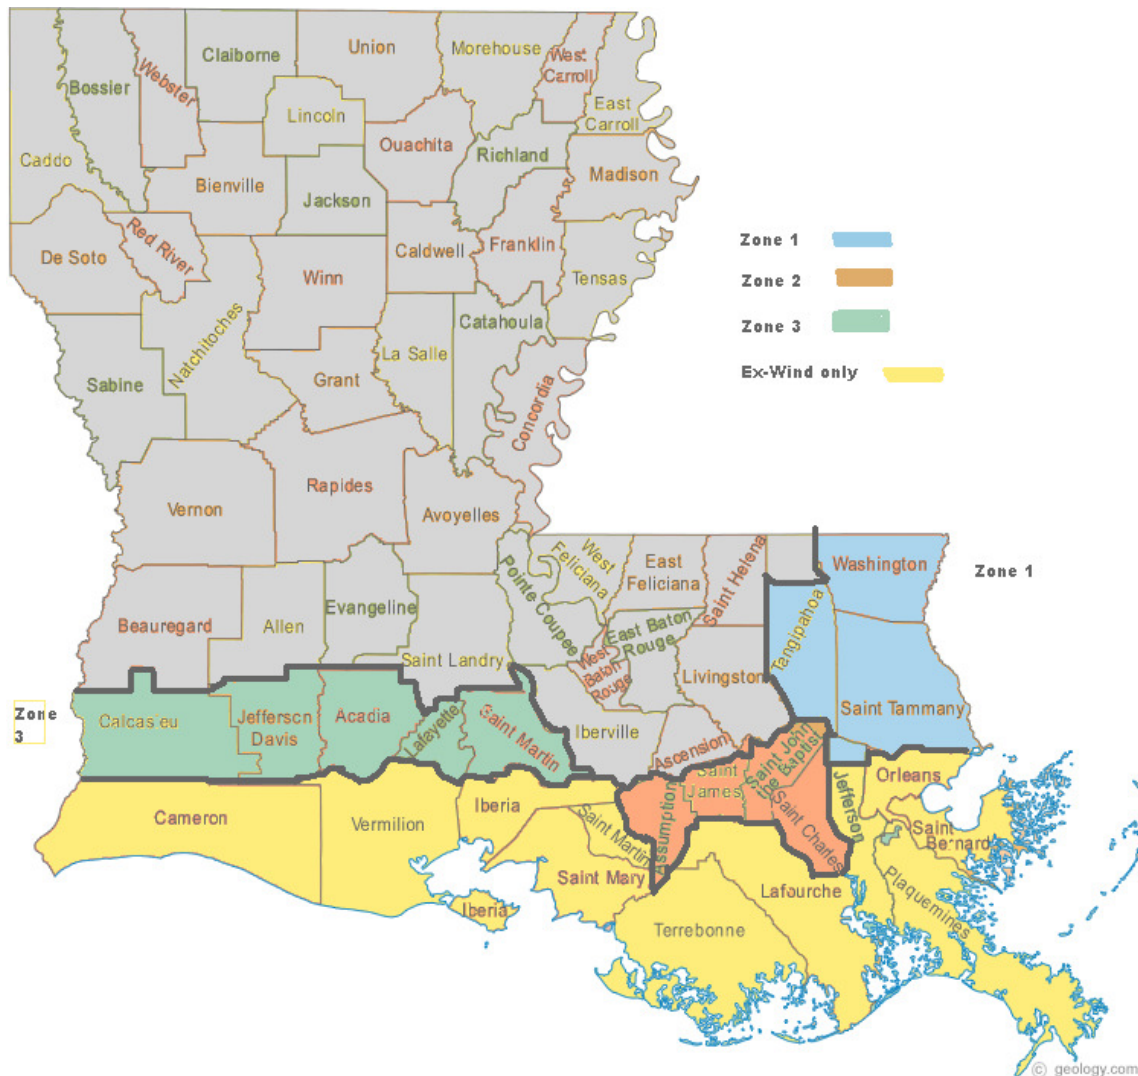 Claiborne
Union
Morehouse
West
Carroll
Webster
Bossier
Lincoln
East
Carroll
Ouachita
Richland
Caddo
Bienville
Jackson
Madison
Red River
De Soto
Winn
Caldwell
Franklin
Tensas
Zone 1
Zone 2
Zone 3
Ex-Wind only
Natchitoches
Catahoula
La Salle
Sabine
Grant
Concordia
Rapides
Vernon
Avoyelles
West
Feliciana
East
Feliciana
Saint Helena
Washington
Zone 1
Pointe Coupee
Tangipahoa
Evangeline
Beauregard
Allen
East Baton
Rouge
West
Baton
Rouge
Saint Landry
Livingston
Saint Tammany
Zone
3
Calcasieu
Jefferson
Davis
Acadia
Lafayette
Saint Martin
Iberville
Ascension
Saint John
the Baptist
Saint
James
Saint Charles
Assumption
Jefferson
Orleans
Saint
Bernard
Plaquemines
Cameron
Vermilion
Iberia
Saint Martin
Saint Mary
Iberia
Lafourche
Terrebonne
© geology.com